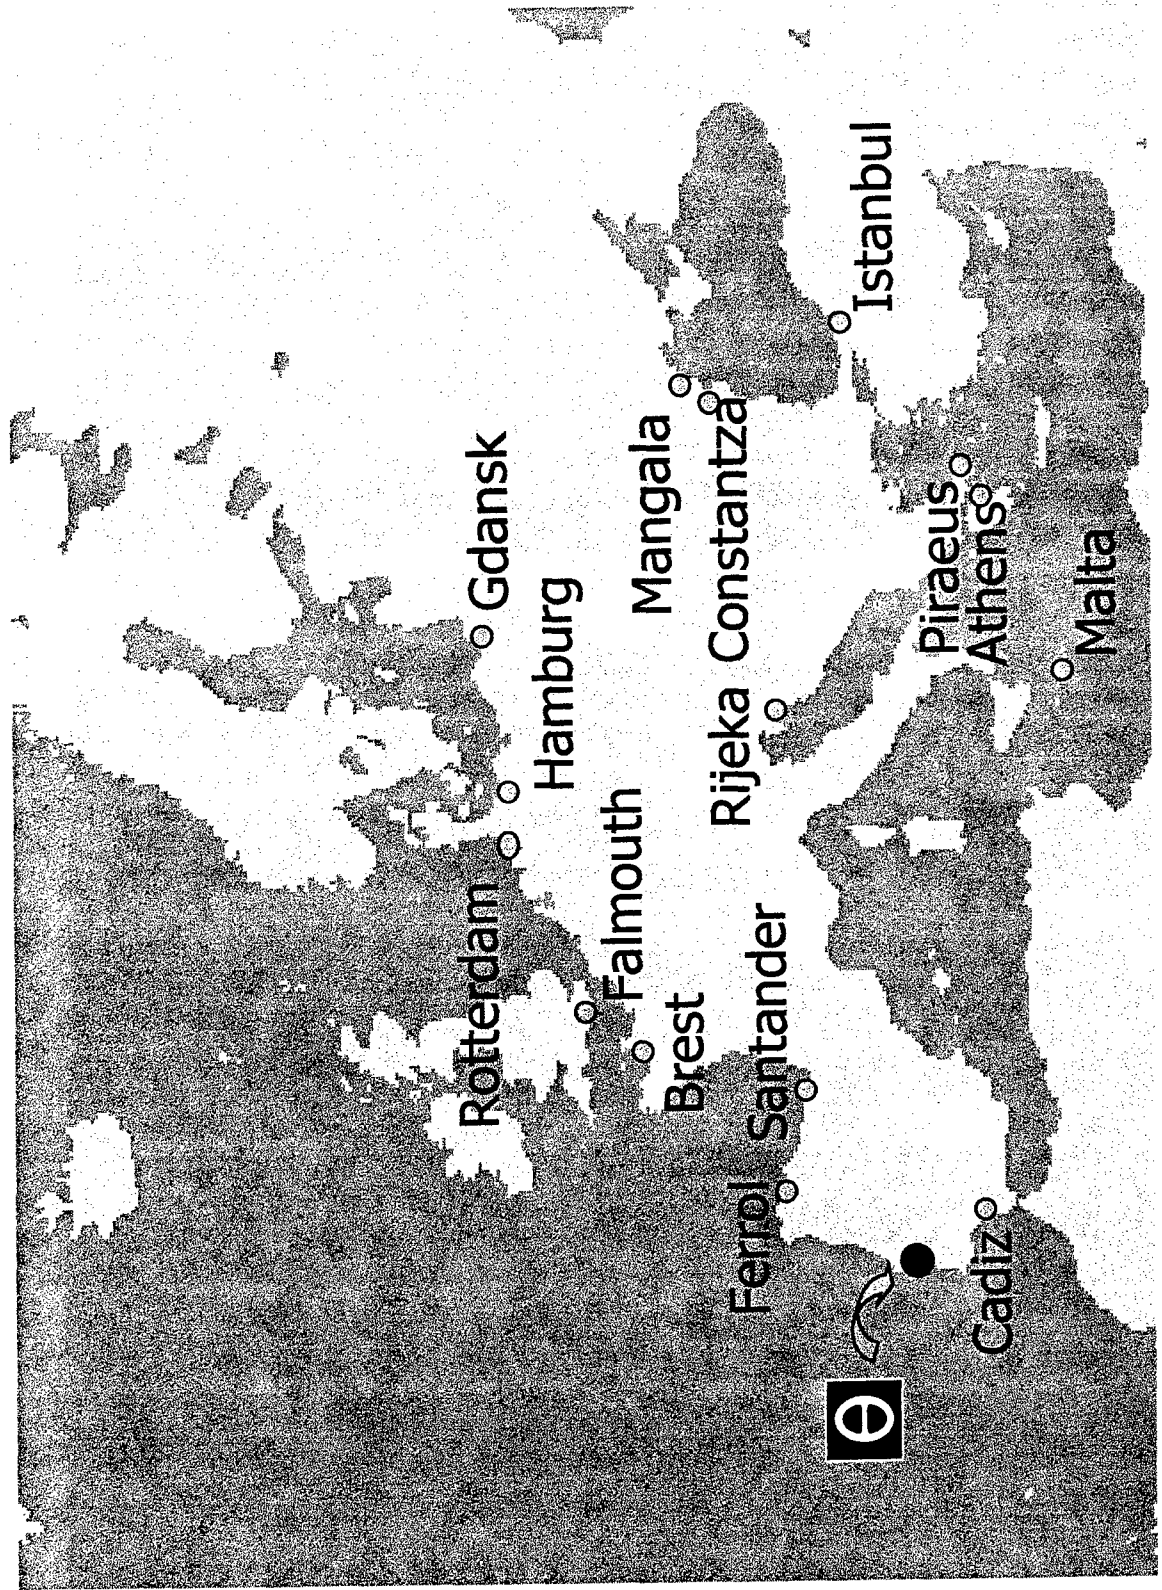 Gdansk
Hamburg
Rotterdam
Falmouth
Brest
Mangala
Constantza
Rijeka
Santander
Ferrol
Istanbul
Piraeus
Athens
Cadiz
Malta